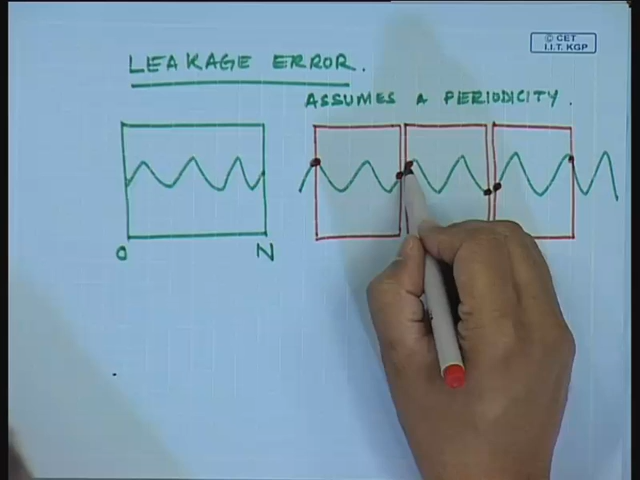 © CET
I.I.T. KGP
LEAKAGE ERROR.
ASSUMES A PERIODICITY.
0 N